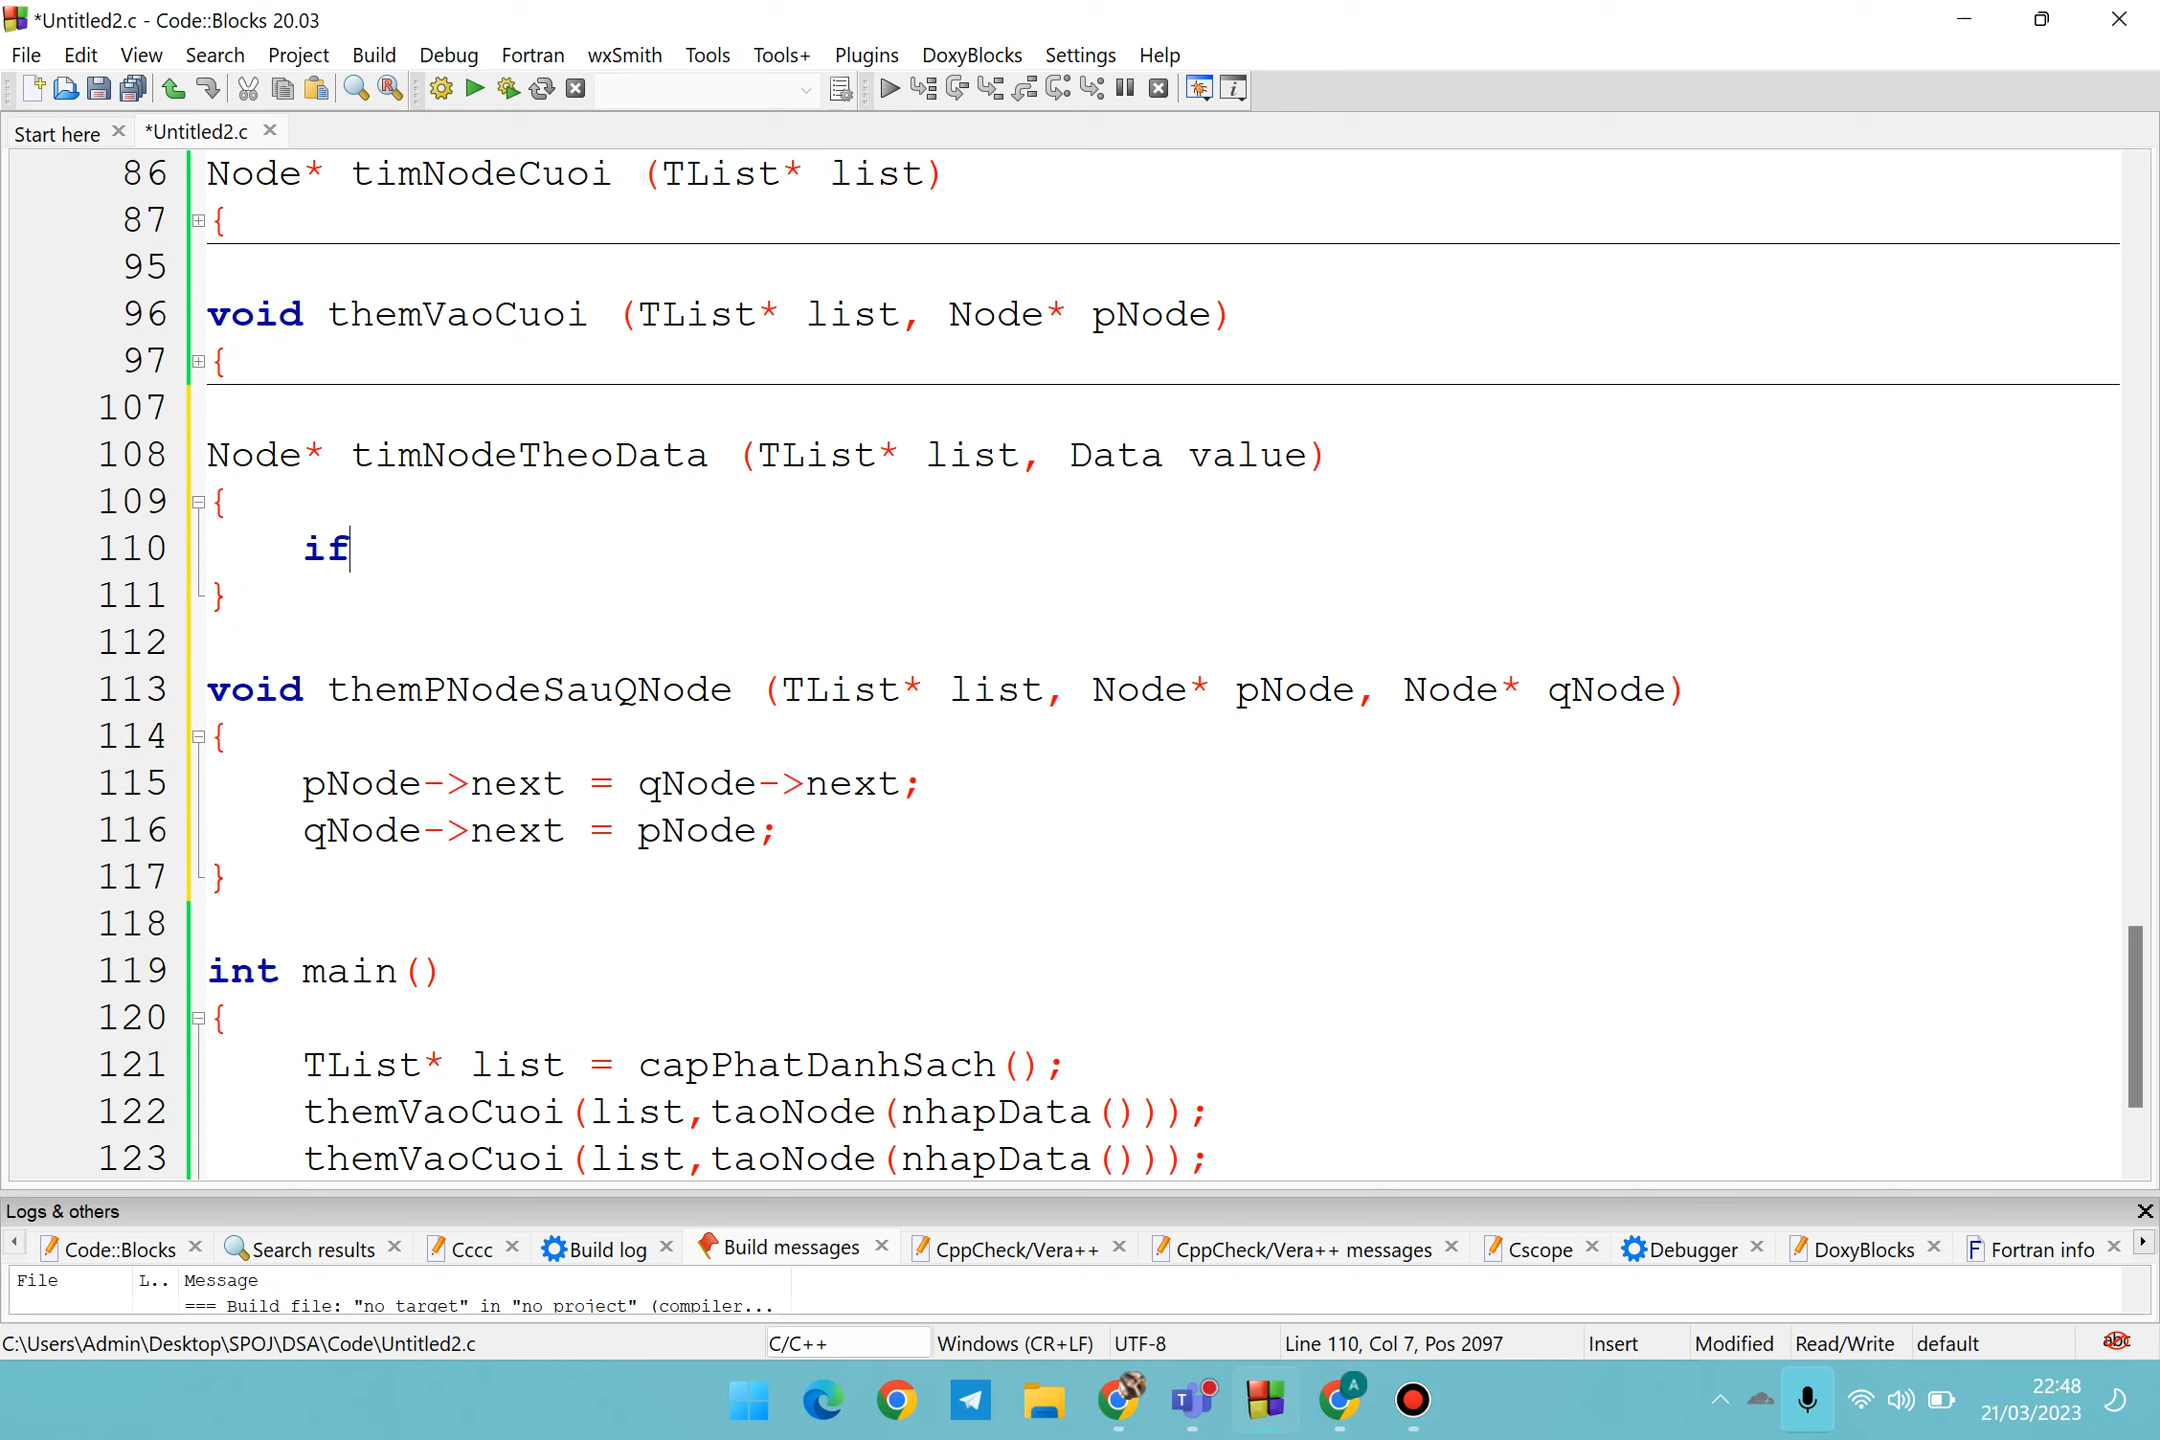 *Untitled2.c - Code::Blocks 20.03
File Edit View Search Project Build Debug Fortran wxSmith Tools Tools+ Plugins DoxyBlocks Settings Help
Start here *Untitled2.c
86 Node* timNodeCuoi (TList* list)
87 {
95
96 void themVaoCuoi (TList* list, Node* pNode)
97 {
107
108 Node* timNodeTheoData (TList* list, Data value)
109 {
110 if
111 }
112
113 void themPNodeSauQNode (TList* list, Node* pNode, Node* qNode)
114 {
115 pNode->next = qNode->next;
116 qNode->next = pNode;
117 }
118
119 int main()
120 {
121 TList* list = capPhatDanhSach();
122 themVaoCuoi(list,taoNode(nhapData()));
123 themVaoCuoi(list,taoNode(nhapData()));
Logs & others
Code::Blocks Search results Cccc Build log Build messages CppCheck/Vera++ CppCheck/Vera++ messages Cscope Debugger DoxyBlocks Fortran info
File L.. Message
=== Build file: "no target" in "no project" (compiler...
C:\Users\Admin\Desktop\SPOJ\DSA\Code\Untitled2.c C/C++ Windows (CR+LF) UTF-8 Line 110, Col 7, Pos 2097 Insert Modified Read/Write default abc
22:48
21/03/2023